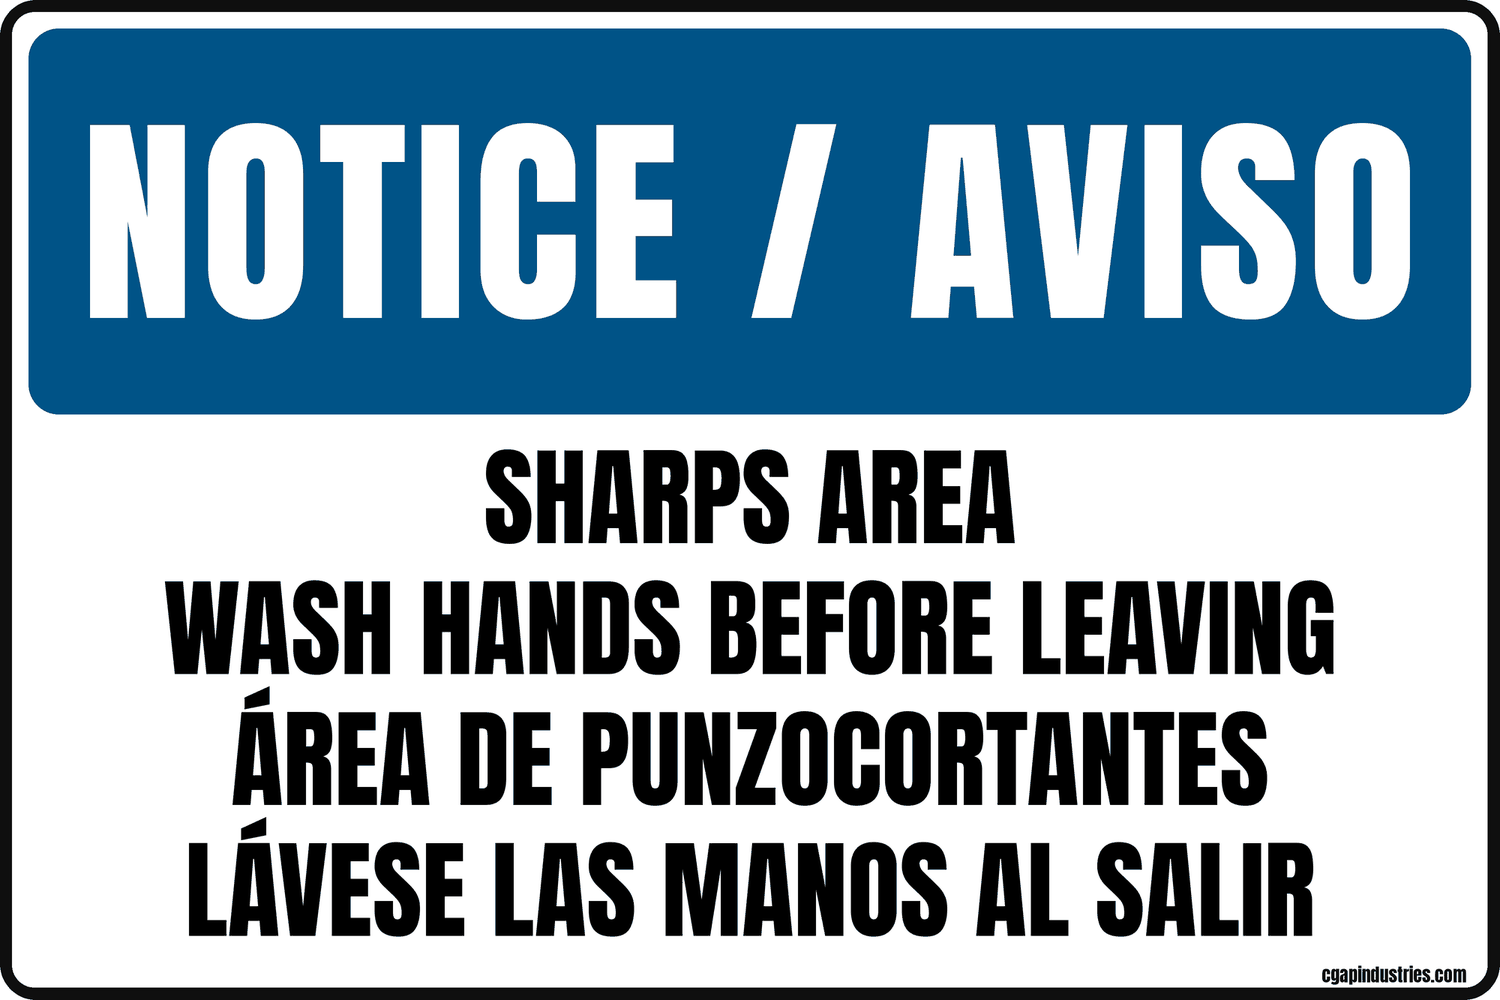 NOTICE / AVISO
SHARPS AREA
WASH HANDS BEFORE LEAVING
ÁREA DE PUNZOCORTANTES
LÁVESE LAS MANOS AL SALIR
cgapindustries.com